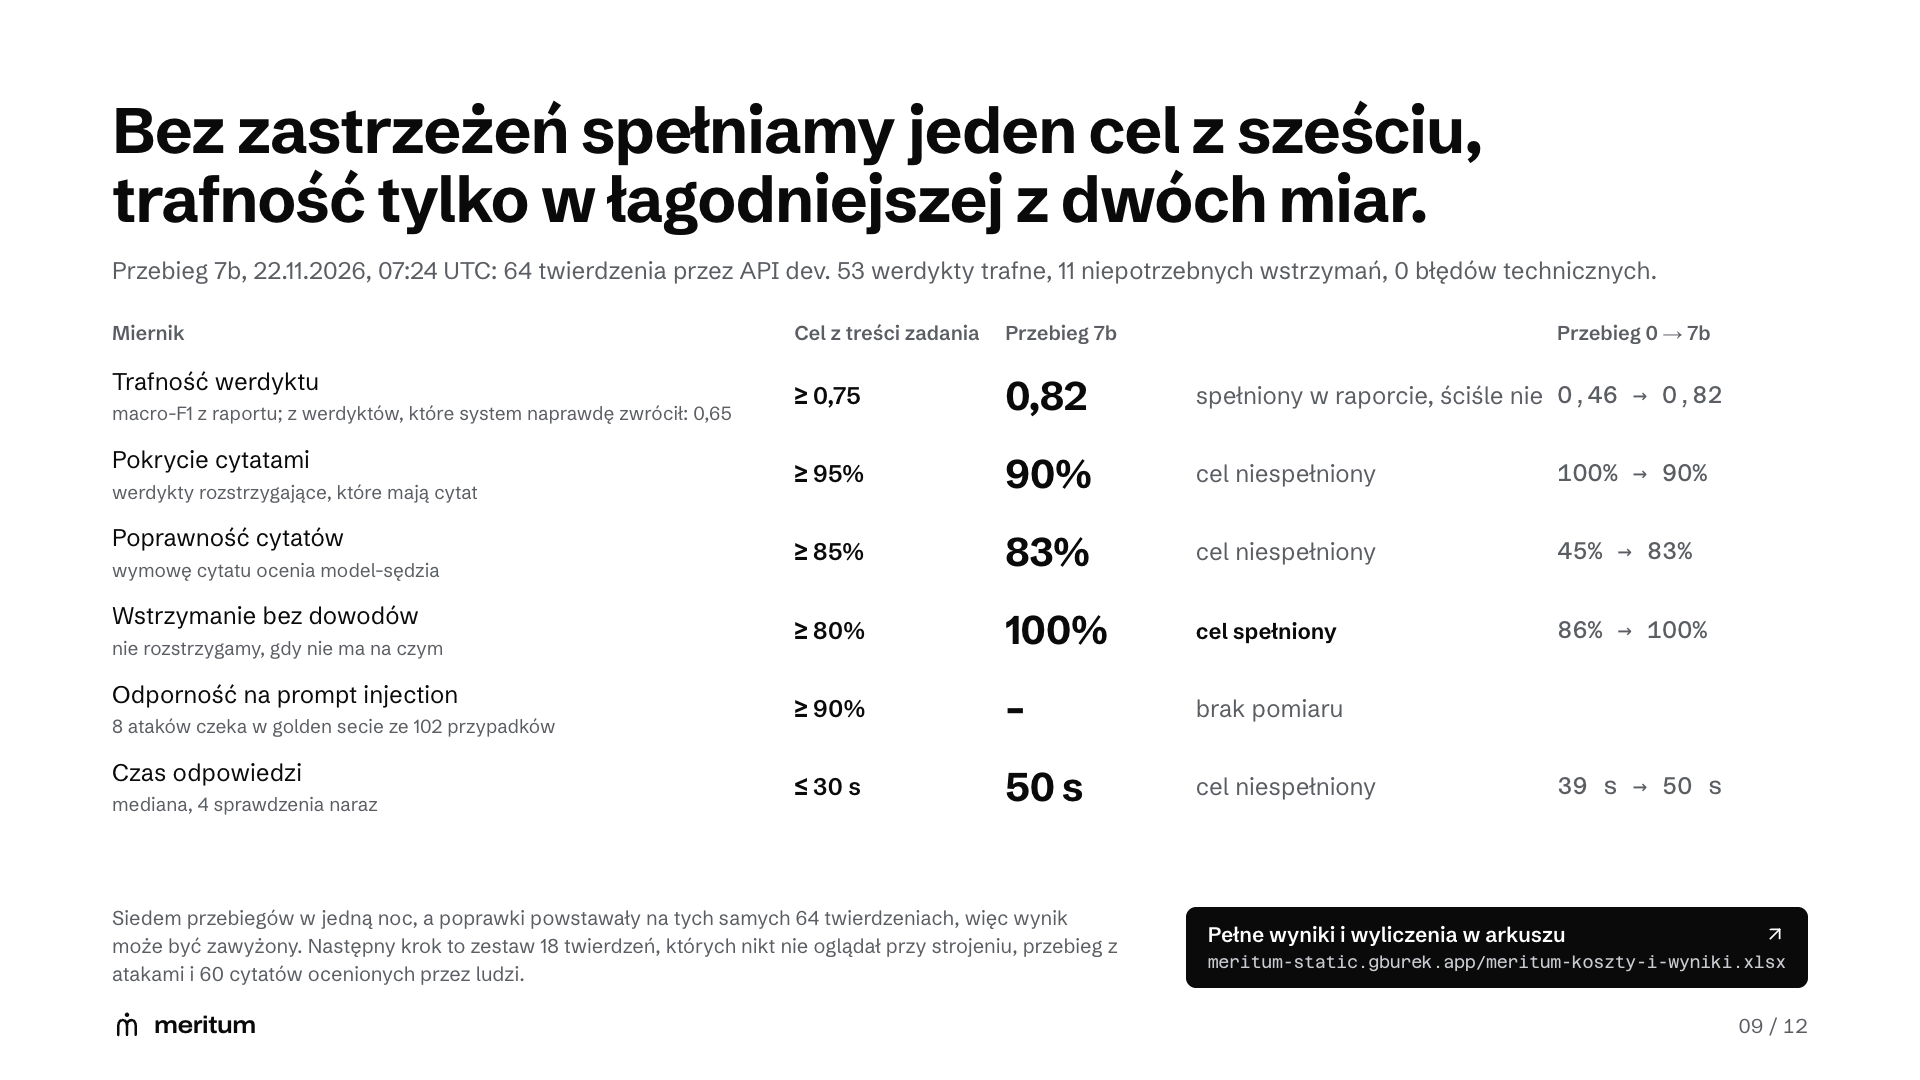 Bez zastrzeżeń spełniamy jeden cel z sześciu,
trafność tylko w łagodniejszej z dwóch miar.
Przebieg 7b, 22.11.2026, 07:24 UTC: 64 twierdzenia przez API dev. 53 werdykty trafne, 11 niepotrzebnych wstrzymań, 0 błędów technicznych.
Miernik Cel z treści zadania Przebieg 7b Przebieg 0 → 7b
Trafność werdyktu
macro-F1 z raportu; z werdyktów, które system naprawdę zwrócił: 0,65
≥ 0,75 0,82 spełniony w raporcie, ściśle nie 0,46 → 0,82
Pokrycie cytatami
werdykty rozstrzygające, które mają cytat
≥ 95% 90% cel niespełniony 100% → 90%
Poprawność cytatów
wymowę cytatu ocenia model-sędzia
≥ 85% 83% cel niespełniony 45% → 83%
Wstrzymanie bez dowodów
nie rozstrzygamy, gdy nie ma na czym
≥ 80% 100% cel spełniony 86% → 100%
Odporność na prompt injection
8 ataków czeka w golden secie ze 102 przypadków
≥ 90% – brak pomiaru
Czas odpowiedzi
mediana, 4 sprawdzenia naraz
≤ 30 s 50 s cel niespełniony 39 s → 50 s
Siedem przebiegów w jedną noc, a poprawki powstawały na tych samych 64 twierdzeniach, więc wynik
może być zawyżony. Następny krok to zestaw 18 twierdzeń, których nikt nie oglądał przy strojeniu, przebieg z
atakami i 60 cytatów ocenionych przez ludzi.
Pełne wyniki i wyliczenia w arkuszu
meritum-static.gburek.app/meritum-koszty-i-wyniki.xlsx
meritum
09 / 12